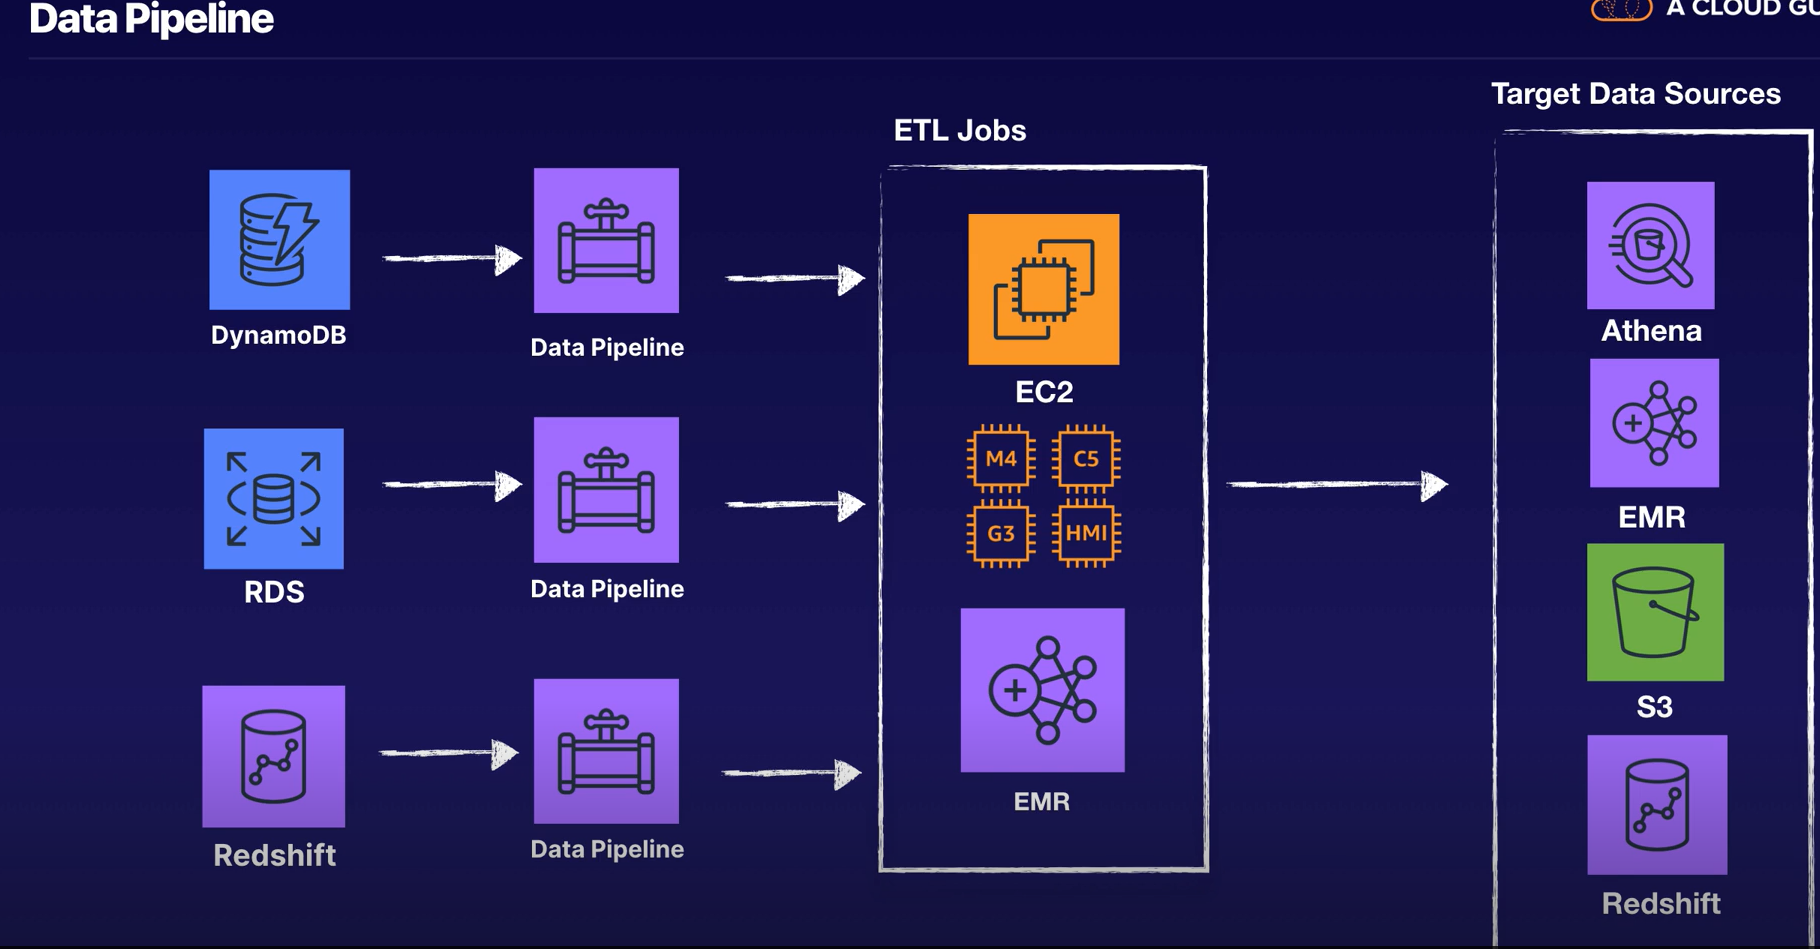 Data Pipeline
A CLOUD GU
Target Data Sources
ETL Jobs
DynamoDB
Data Pipeline
EC2
M4
C5
G3
HMI
Athena
RDS
Data Pipeline
EMR
S3
Redshift
Data Pipeline
EMR
Redshift